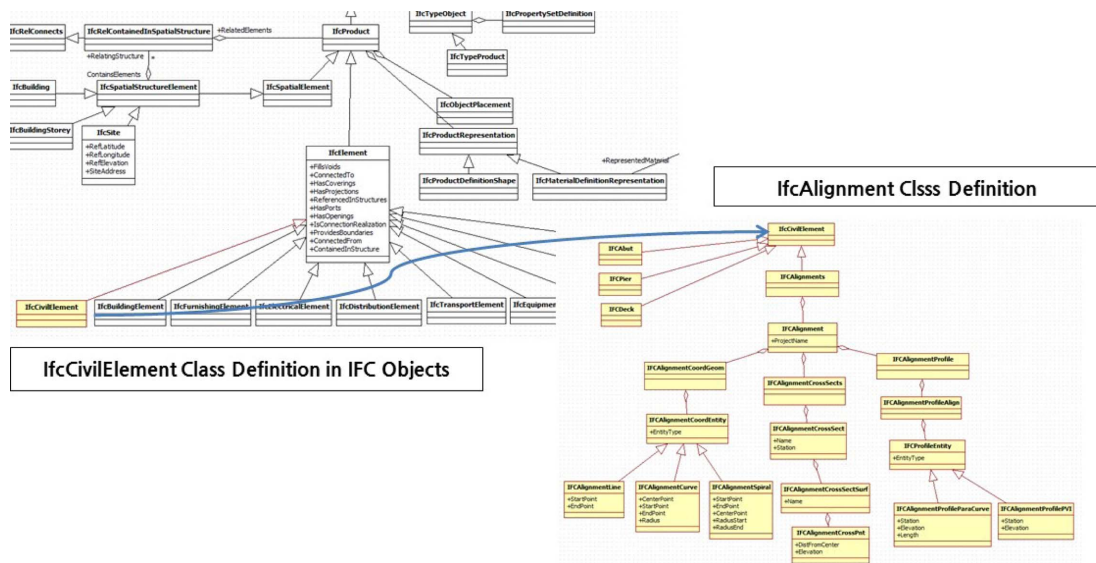 IfcTypeObject
IfcPropertySetDefinition
IfcRelConnects
IfcRelContainedInSpatialStructure
+RelatedElements
IfcProduct
+RelatingStructure
*
IfcTypeProduct
ContainsElements
IfcBuilding
IfcSpatialStructureElement
IfcSpatialElement
IfcObjectPlacement
IfcBuildingStorey
IfcSite
+RefLatitude
+RefLongitude
+RefElevation
+SiteAddress
IfcProductRepresentation
IfcElement
+FillsVoids
+ConnectedTo
+HasCoverings
+HasProjections
+ReferencedInStructures
+HasPorts
+HasOpenings
+IsConnectionRealization
+ProvidesBoundaries
+ConnectedFrom
+ContainedInStructure
+RepresentedMaterial
IfcProductDefinitionShape
IfcMaterialDefinitionRepresentation
IfcCivilElement
IfcBuildingElement
IfcFurnishingElement
IfcElectricalElement
IfcDistributionElement
IfcTransportElement
IfcEquipmen
IfcCivilElement Class Definition in IFC Objects
IfcAlignment Clsss Definition
IfcCivilElement
IFCAbut
IFCPier
IFCDeck
IFCAlignments
IFCAlignment
+ProjectName
IFCAlignmentCoordGeom
IFCAlignmentCrossSects
IFCAlignmentProfile
IFCAlignmentProfileAlign
IFCAlignmentCoordEntity
+EntityType
IFCAlignmentCrossSect
+Name
+Station
IFCProfileEntity
+EntityType
IFCAlignmentLine
+StartPoint
+EndPoint
IFCAlignmentCurve
+CenterPoint
+StartPoint
+EndPoint
+Radius
IFCAlignmentSpiral
+StartPoint
+EndPoint
+CenterPoint
+RadiusStart
+RadiusEnd
IFCAlignmentCrossSectSurf
+Name
IFCAlignmentCrossPnt
+DistFromCenter
+Elevation
IFCAlignmentProfileParaCurve
+Station
+Elevation
+Length
IFCAlignmentProfilePVI
+Station
+Elevation